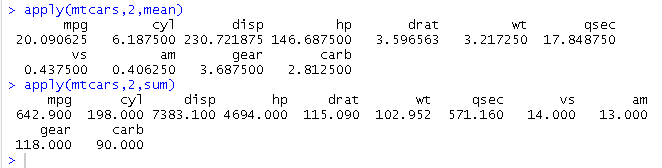 > apply(mtcars,2,mean)
mpg cyl disp hp drat wt qsec
20.090625 6.187500 230.721875 146.687500 3.596563 3.217250 17.848750
vs am gear carb
0.437500 0.406250 3.687500 2.812500
> apply(mtcars,2,sum)
mpg cyl disp hp drat wt qsec vs am
642.900 198.000 7383.100 4694.000 115.090 102.952 571.160 14.000 13.000
gear carb
118.000 90.000
>